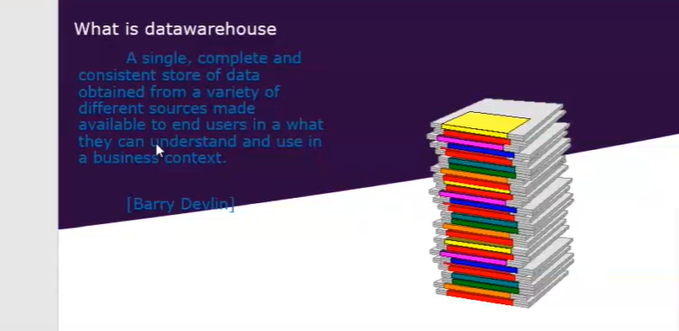 What is datawarehouse
A single, complete and
consistent store of data
obtained from a variety of
different sources made
available to end users in a what
they can understand and use in
a business context.
[Barry Devlin]